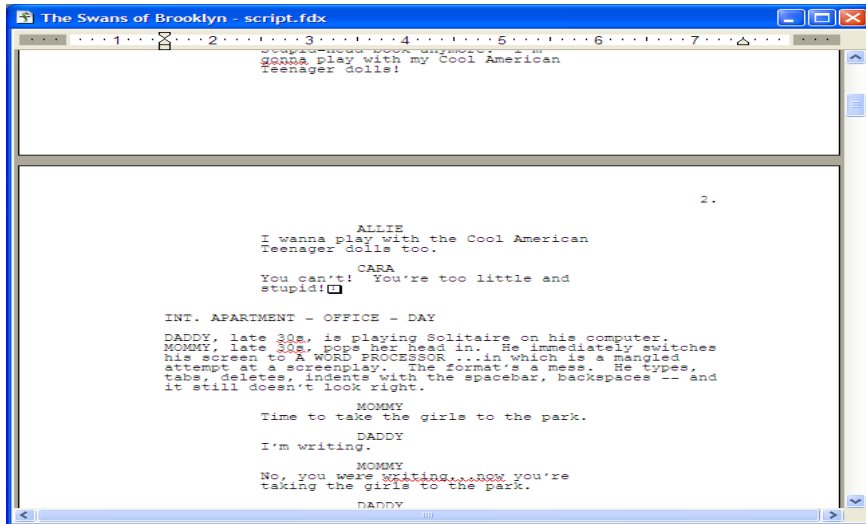 The Swans of Brooklyn - script.fdx
1 2 3 4 5 6 7
stupid-head book anymore. I'm
gonna play with my Cool American
Teenager dolls!
2.
ALLIE
I wanna play with the Cool American
Teenager dolls too.
CARA
You can't! You're too little and
stupid!
INT. APARTMENT - OFFICE - DAY
DADDY, late 30s, is playing Solitaire on his computer.
MOMMY, late 30s, pops her head in. He immediately switches
his screen to A WORD PROCESSOR ...in which is a mangled
attempt at a screenplay. The format's a mess. He types,
tabs, deletes, indents with the spacebar, backspaces -- and
it still doesn't look right.
MOMMY
Time to take the girls to the park.
DADDY
I'm writing.
MOMMY
No, you were writing...now you're
taking the girls to the park.
DADDY